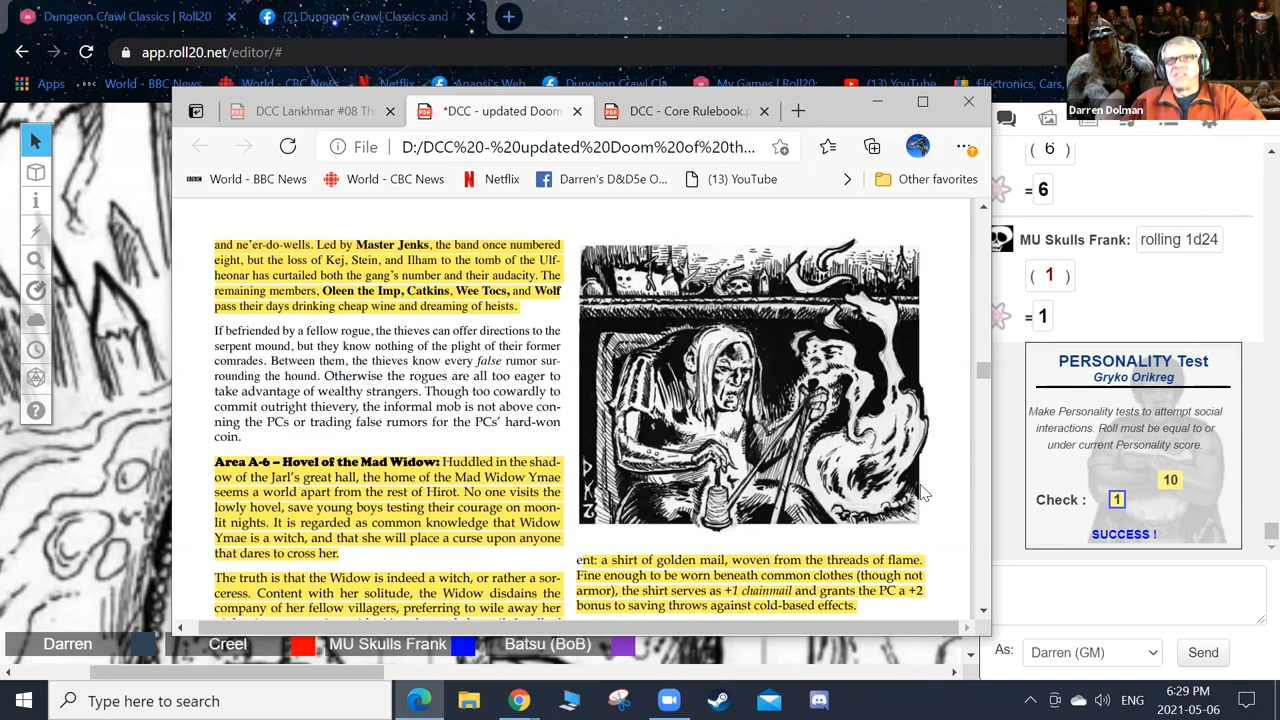 Dungeon Crawl Classics | Roll20
(2) Dungeon Crawl Classics and N
app.roll20.net/editor/#
Apps
World - BBC News
World - CBC News
Netflix
Anansi's Web
Dungeon Crawl Cla
My Games | Roll20
(13) YouTube
Electronics, Cars,
Darren Dolman
DCC Lankhmar #08 Th
*DCC - updated Doom
DCC - Core Rulebook.p
File
D:/DCC%20-%20updated%20Doom%20of%20th...
World - BBC News
World - CBC News
Netflix
Darren's D&D5e O...
(13) YouTube
Other favorites
and ne'er-do-wells. Led by Master Jenks, the band once numbered
eight, but the loss of Kej, Stein, and Ilham to the tomb of the Ulf-
heonar has curtailed both the gang's number and their audacity. The
remaining members, Oleen the Imp, Catkins, Wee Tocs, and Wolf
pass their days drinking cheap wine and dreaming of heists.
If befriended by a fellow rogue, the thieves can offer directions to the
serpent mound, but they know nothing of the plight of their former
comrades. Between them, the thieves know every false rumor sur-
rounding the hound. Otherwise the rogues are all too eager to
take advantage of wealthy strangers. Though too cowardly to
commit outright thievery, the informal mob is not above con-
ning the PCs or trading false rumors for the PCs' hard-won
coin.
Area A-6 – Hovel of the Mad Widow: Huddled in the shad-
ow of the Jarl's great hall, the home of the Mad Widow Ymae
seems a world apart from the rest of Hirot. No one visits the
lowly hovel, save young boys testing their courage on moon-
lit nights. It is regarded as common knowledge that Widow
Ymae is a witch, and that she will place a curse upon anyone
that dares to cross her.
The truth is that the Widow is indeed a witch, or rather a sor-
ceress. Content with her solitude, the Widow disdains the
company of her fellow villagers, preferring to wile away her
ent: a shirt of golden mail, woven from the threads of flame.
Fine enough to be worn beneath common clothes (though not
armor), the shirt serves as +1 chainmail and grants the PC a +2
bonus to saving throws against cold-based effects.
( 6 )
=6
MU Skulls Frank: rolling 1d24
( 1 )
=1
PERSONALITY Test
Gryko Orikreg
Make Personality tests to attempt social
interactions. Roll must be equal to or
under current Personality score.
10
Check : 1
SUCCESS !
As: Darren (GM)
Send
Darren
Creel
MU Skulls Frank
Batsu (BoB)
Type here to search
ENG
6:29 PM
2021-05-06